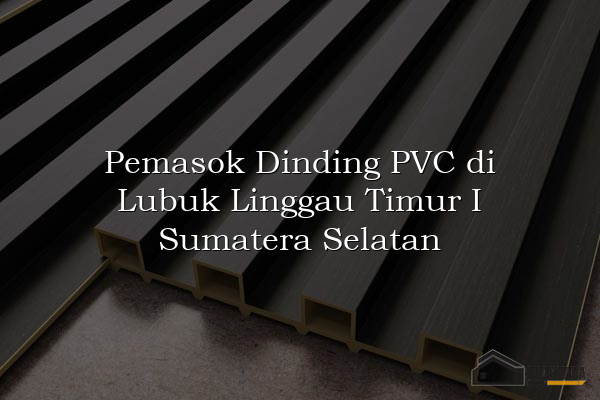 Pemasok Dinding PVC di
Lubuk Linggau Timur I
Sumatera Selatan